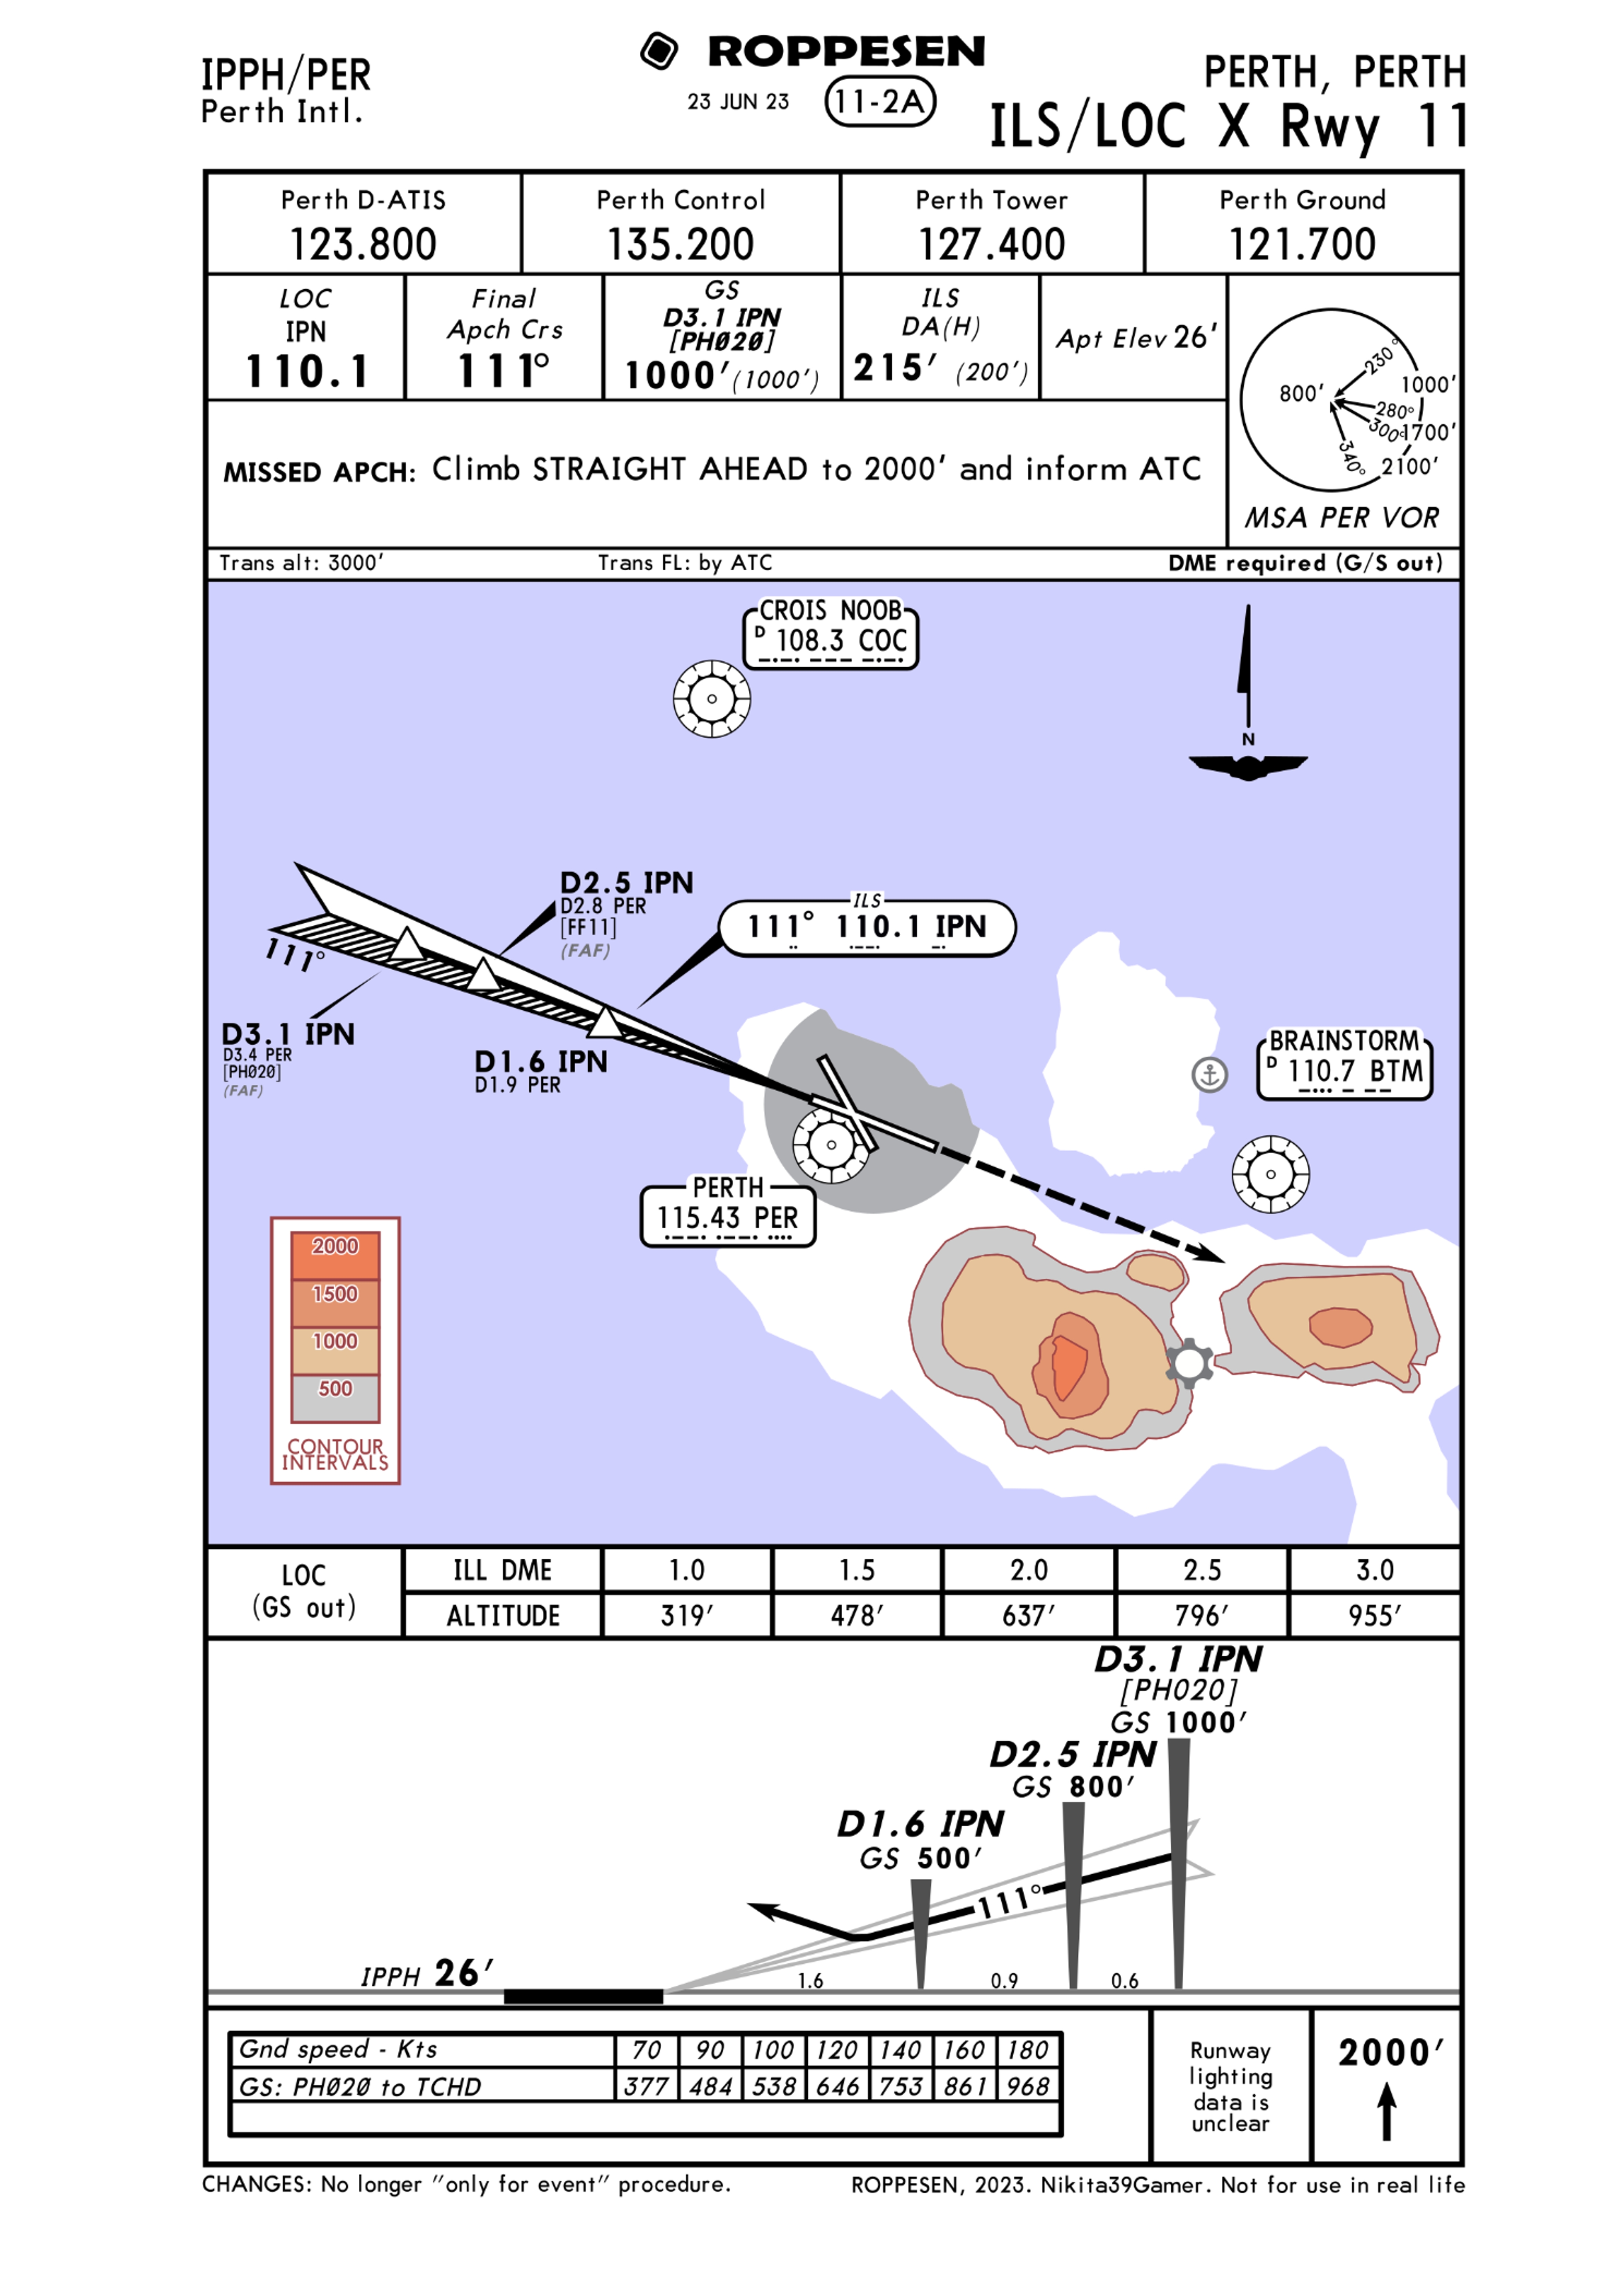 IPPH/PER
Perth Intl.
ROPPESEN
23 JUN 23
11-2A
PERTH, PERTH
ILS/LOC X Rwy 11
Perth D-ATIS
123.800
Perth Control
135.200
Perth Tower
127.400
Perth Ground
121.700
LOC
IPN
110.1
Final
Apch Crs
111°
GS
D3.1 IPN
[PHØ2Ø]
1000′ (1000′)
ILS
DA(H)
215′ (200′)
Apt Elev 26′
230°
800′
1000′
280°
300°
1700′
340°
2100′
MSA PER VOR
MISSED APCH: Climb STRAIGHT AHEAD to 2000′ and inform ATC
Trans alt: 3000′
Trans FL: by ATC
DME required (G/S out)
CROIS NOOB
D 108.3 COC
N
D2.5 IPN
D2.8 PER
[FF11]
(FAF)
ILS
111° 110.1 IPN
111°
D3.1 IPN
D3.4 PER
[PHØ2Ø]
(FAF)
D1.6 IPN
D1.9 PER
BRAINSTORM
D 110.7 BTM
PERTH
115.43 PER
2000
1500
1000
500
CONTOUR
INTERVALS
LOC
(GS out)
ILL DME 1.0 1.5 2.0 2.5 3.0
ALTITUDE 319′ 478′ 637′ 796′ 955′
D3.1 IPN
[PH020]
GS 1000′
D2.5 IPN
GS 800′
D1.6 IPN
GS 500′
111°
IPPH 26′
1.6
0.9
0.6
Gnd speed - Kts 70 90 100 120 140 160 180
GS: PHØ2Ø to TCHD 377 484 538 646 753 861 968
Runway
lighting
data is
unclear
2000′
CHANGES: No longer ″only for event″ procedure.
ROPPESEN, 2023. Nikita39Gamer. Not for use in real life